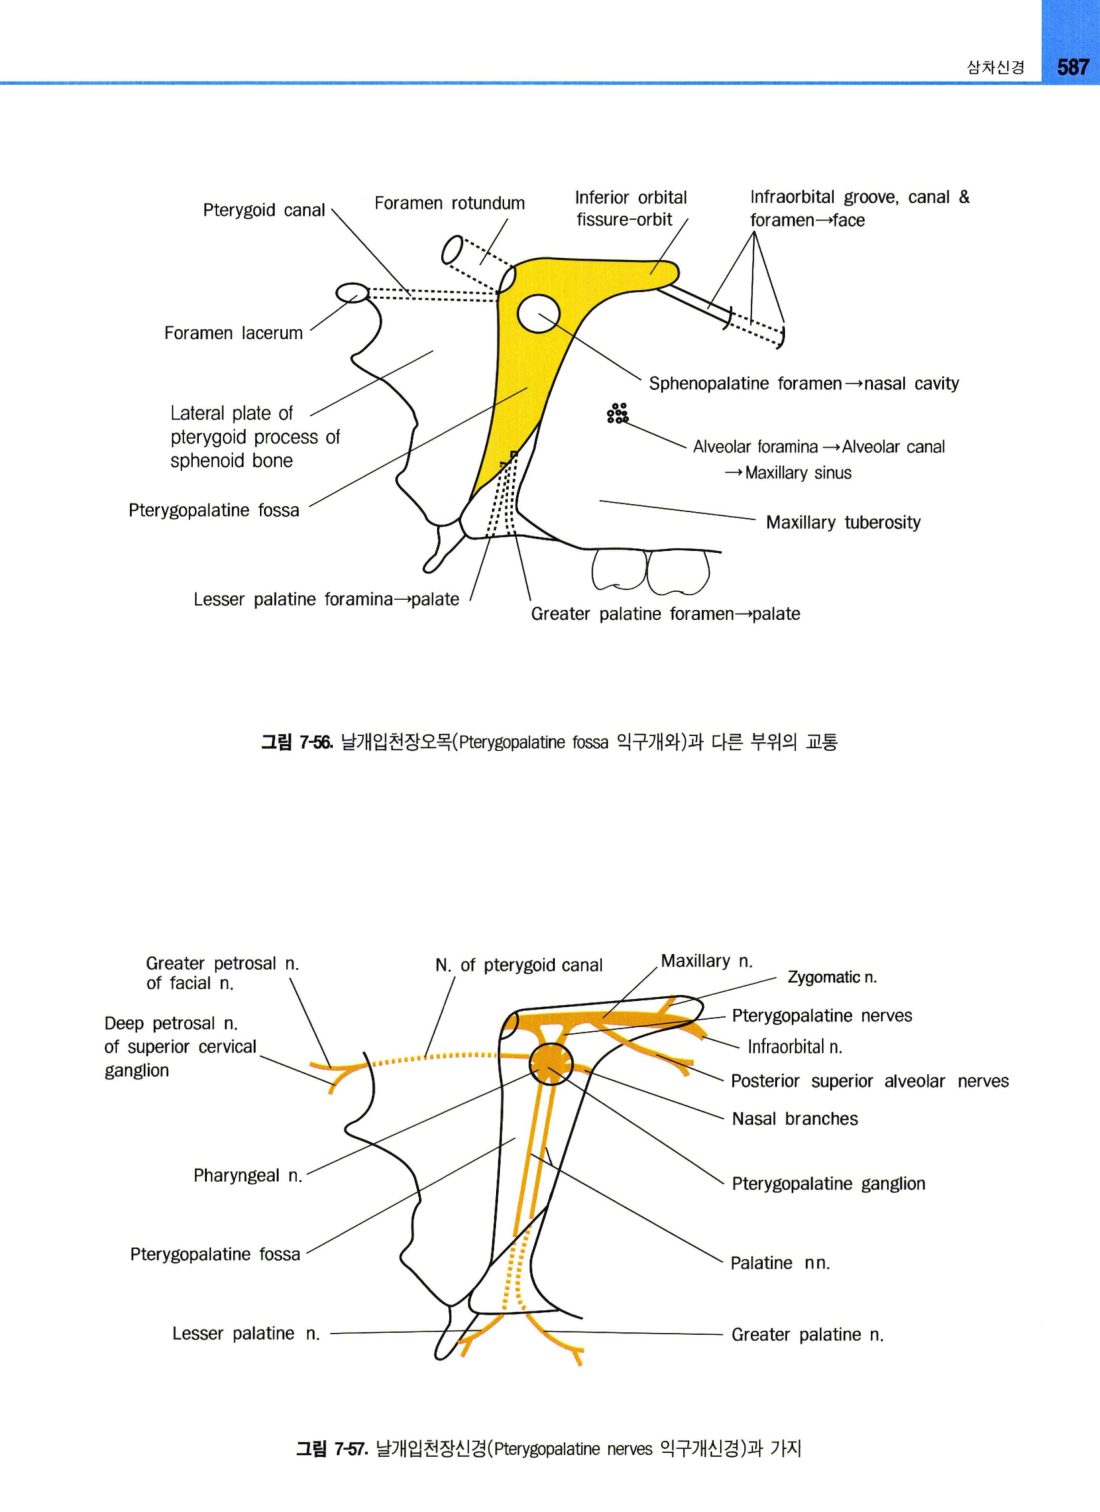 삼차신경 587
Pterygoid canal
Foramen rotundum
Inferior orbital
fissure-orbit
Infraorbital groove, canal &
foramen→face
Foramen lacerum
Sphenopalatine foramen→nasal cavity
Lateral plate of
pterygoid process of
sphenoid bone
Alveolar foramina→Alveolar canal
→Maxillary sinus
Pterygopalatine fossa
Maxillary tuberosity
Lesser palatine foramina→palate
Greater palatine foramen→palate
그림 7-56. 날개입천장오목(Pterygopalatine fossa 익구개와)과 다른 부위의 교통
Greater petrosal n.
of facial n.
N. of pterygoid canal
Maxillary n.
Zygomatic n.
Deep petrosal n.
of superior cervical
ganglion
Pterygopalatine nerves
Infraorbital n.
Posterior superior alveolar nerves
Nasal branches
Pharyngeal n.
Pterygopalatine ganglion
Pterygopalatine fossa
Palatine nn.
Lesser palatine n.
Greater palatine n.
그림 7-57. 날개입천장신경(Pterygopalatine nerves 익구개신경)과 가지